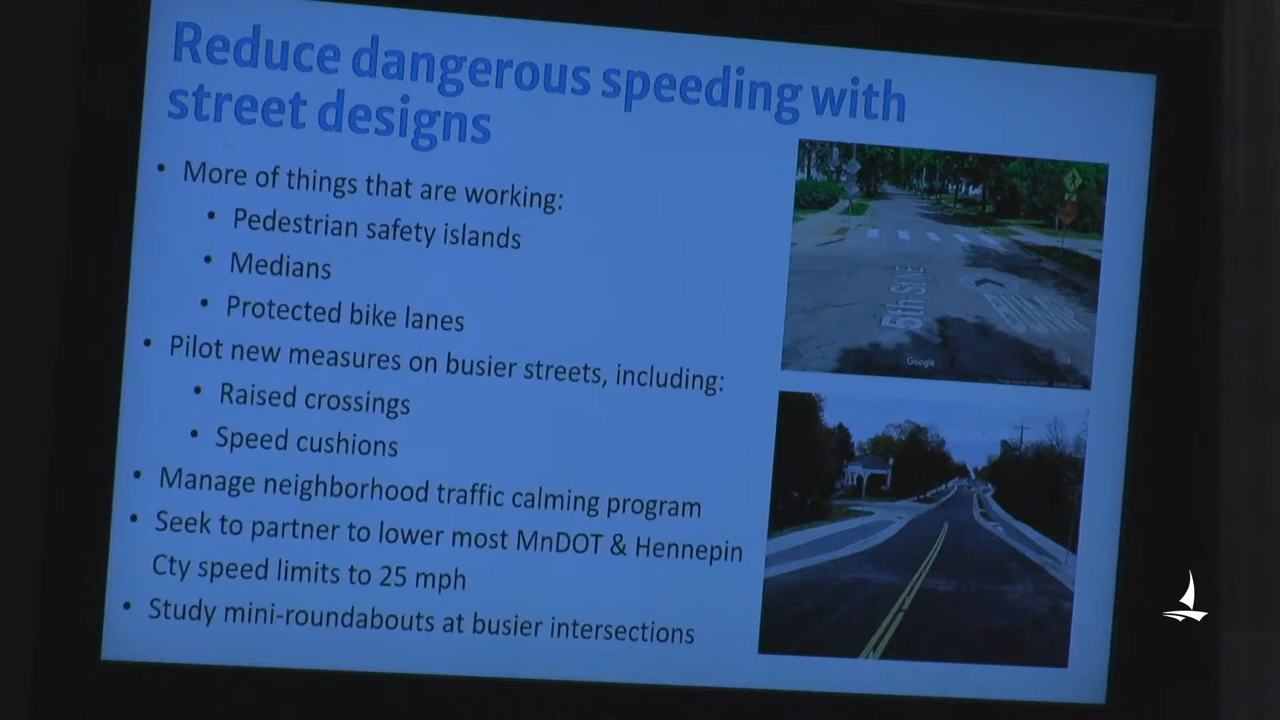 Reduce dangerous speeding with
street designs
• More of things that are working:
• Pedestrian safety islands
• Medians
• Protected bike lanes
• Pilot new measures on busier streets, including:
• Raised crossings
• Speed cushions
• Manage neighborhood traffic calming program
• Seek to partner to lower most MnDOT & Hennepin
Cty speed limits to 25 mph
• Study mini-roundabouts at busier intersections
5th St NE
Google